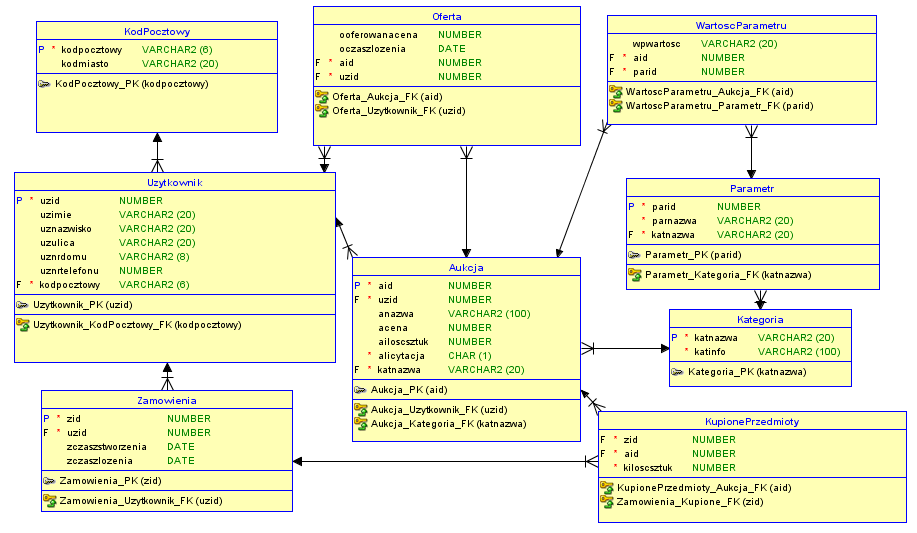 KodPocztowy
P * kodpocztowy VARCHAR2 (6)
kodmiasto VARCHAR2 (20)
KodPocztowy_PK (kodpocztowy)
Oferta
ooferowanacena NUMBER
oczaszlozenia DATE
F * aid NUMBER
F * uzid NUMBER
Oferta_Aukcja_FK (aid)
Oferta_Uzytkownik_FK (uzid)
WartoscParametru
wpwartosc VARCHAR2 (20)
F * aid NUMBER
F * parid NUMBER
WartoscParametru_Aukcja_FK (aid)
WartoscParametru_Parametr_FK (parid)
Uzytkownik
P * uzid NUMBER
uzimie VARCHAR2 (20)
uznazwisko VARCHAR2 (20)
uzulica VARCHAR2 (20)
uznrdomu VARCHAR2 (8)
uznrtelefonu NUMBER
F * kodpocztowy VARCHAR2 (6)
Uzytkownik_PK (uzid)
Uzytkownik_KodPocztowy_FK (kodpocztowy)
Parametr
P * parid NUMBER
* parnazwa VARCHAR2 (20)
F * katnazwa VARCHAR2 (20)
Parametr_PK (parid)
Parametr_Kategoria_FK (katnazwa)
Aukcja
P * aid NUMBER
F * uzid NUMBER
anazwa VARCHAR2 (100)
acena NUMBER
ailoscsztuk NUMBER
* alicytacja CHAR (1)
F * katnazwa VARCHAR2 (20)
Aukcja_PK (aid)
Aukcja_Uzytkownik_FK (uzid)
Aukcja_Kategoria_FK (katnazwa)
Kategoria
P * katnazwa VARCHAR2 (20)
* katinfo VARCHAR2 (100)
Kategoria_PK (katnazwa)
Zamowienia
P * zid NUMBER
F * uzid NUMBER
zczaszstworzenia DATE
zczaszlozenia DATE
Zamowienia_PK (zid)
Zamowienia_Uzytkownik_FK (uzid)
KupionePrzedmioty
F * zid NUMBER
F * aid NUMBER
* kiloscsztuk NUMBER
KupionePrzedmioty_Aukcja_FK (aid)
Zamowienia_Kupione_FK (zid)